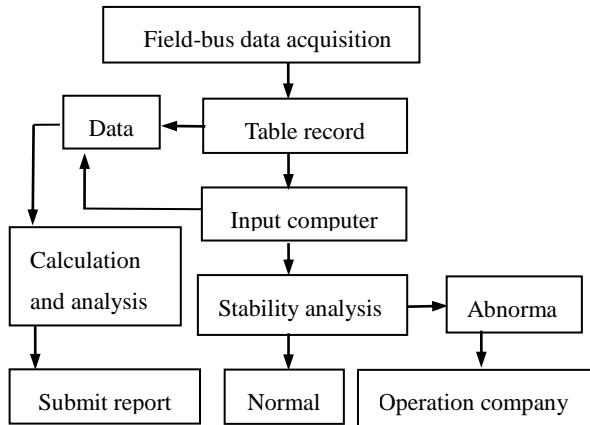 Field-bus data acquisition
Data
Table record
Input computer
Calculation
and analysis
Stability analysis
Abnorma
Submit report
Normal
Operation company